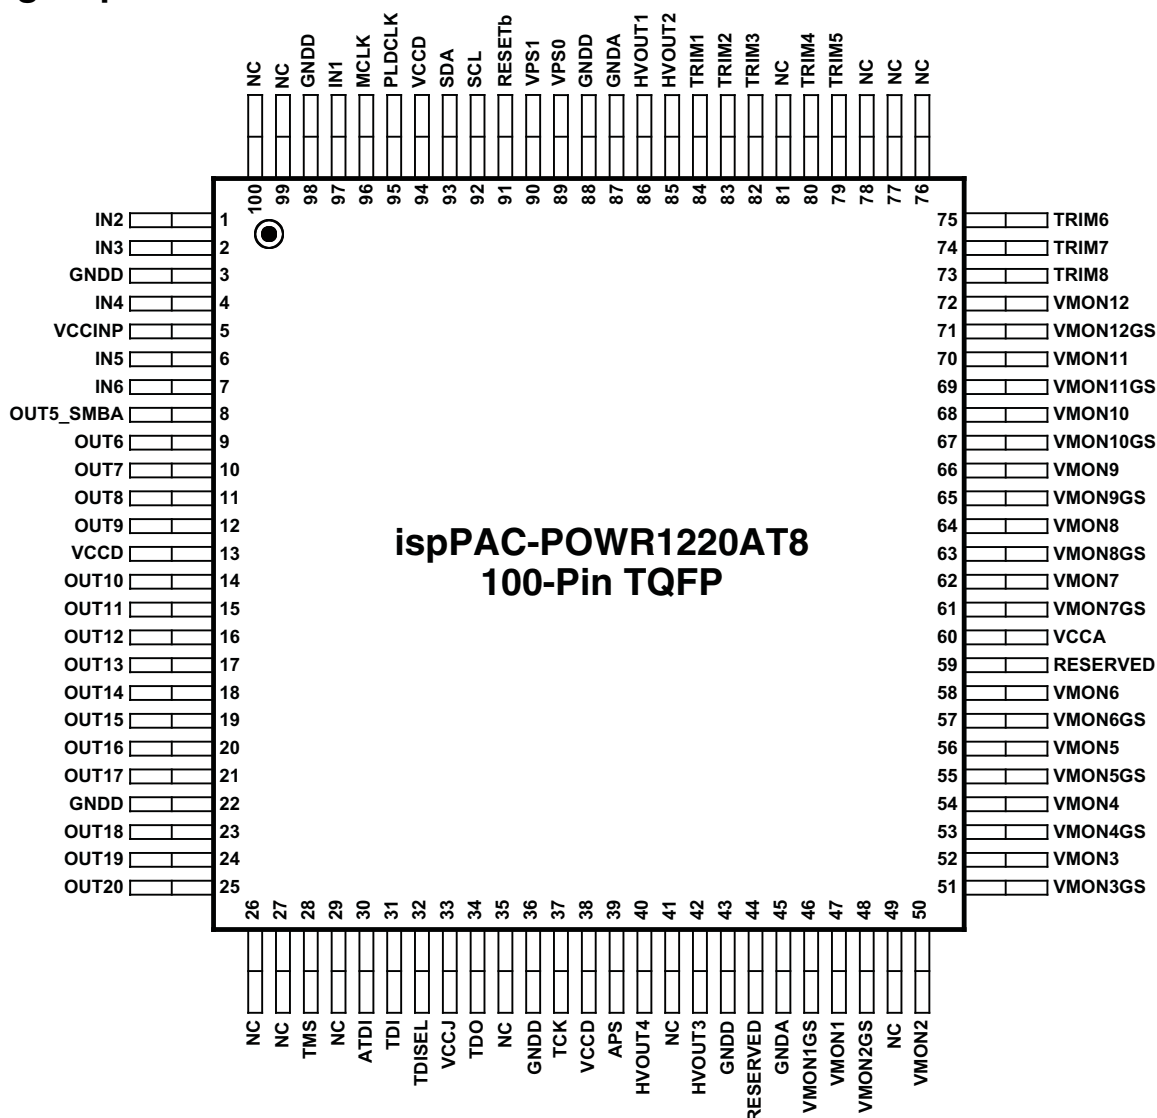 NC
NC
GNDD
IN1
MCLK
PLDCLK
VCCD
SDA
SCL
RESETb
VPS1
VPS0
GNDD
GNDA
HVOUT1
HVOUT2
TRIM1
TRIM2
TRIM3
NC
TRIM4
TRIM5
NC
NC
NC
100
99
98
97
96
95
94
93
92
91
90
89
88
87
86
85
84
83
82
81
80
79
78
77
76
IN2 1
IN3 2
GNDD 3
IN4 4
VCCINP 5
IN5 6
IN6 7
OUT5_SMBA 8
OUT6 9
OUT7 10
OUT8 11
OUT9 12
VCCD 13
OUT10 14
OUT11 15
OUT12 16
OUT13 17
OUT14 18
OUT15 19
OUT16 20
OUT17 21
GNDD 22
OUT18 23
OUT19 24
OUT20 25
ispPAC-POWR1220AT8
100-Pin TQFP
75 TRIM6
74 TRIM7
73 TRIM8
72 VMON12
71 VMON12GS
70 VMON11
69 VMON11GS
68 VMON10
67 VMON10GS
66 VMON9
65 VMON9GS
64 VMON8
63 VMON8GS
62 VMON7
61 VMON7GS
60 VCCA
59 RESERVED
58 VMON6
57 VMON6GS
56 VMON5
55 VMON5GS
54 VMON4
53 VMON4GS
52 VMON3
51 VMON3GS
26
27
28
29
30
31
32
33
34
35
36
37
38
39
40
41
42
43
44
45
46
47
48
49
50
NC
NC
TMS
NC
ATDI
TDI
TDISEL
VCCJ
TDO
NC
GNDD
TCK
VCCD
APS
HVOUT4
NC
HVOUT3
GNDD
RESERVED
GNDA
VMON1GS
VMON1
VMON2GS
NC
VMON2